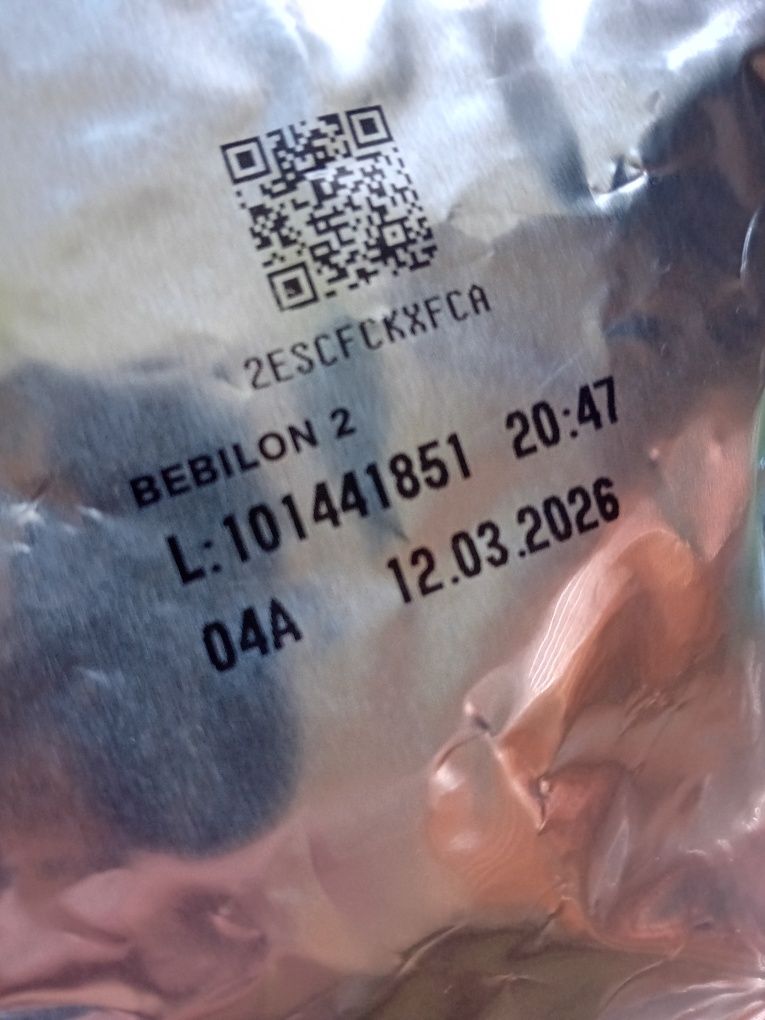 2ESCFCKXFCA
BEBILON 2
L:101441851 20:47
04A 12.03.2026